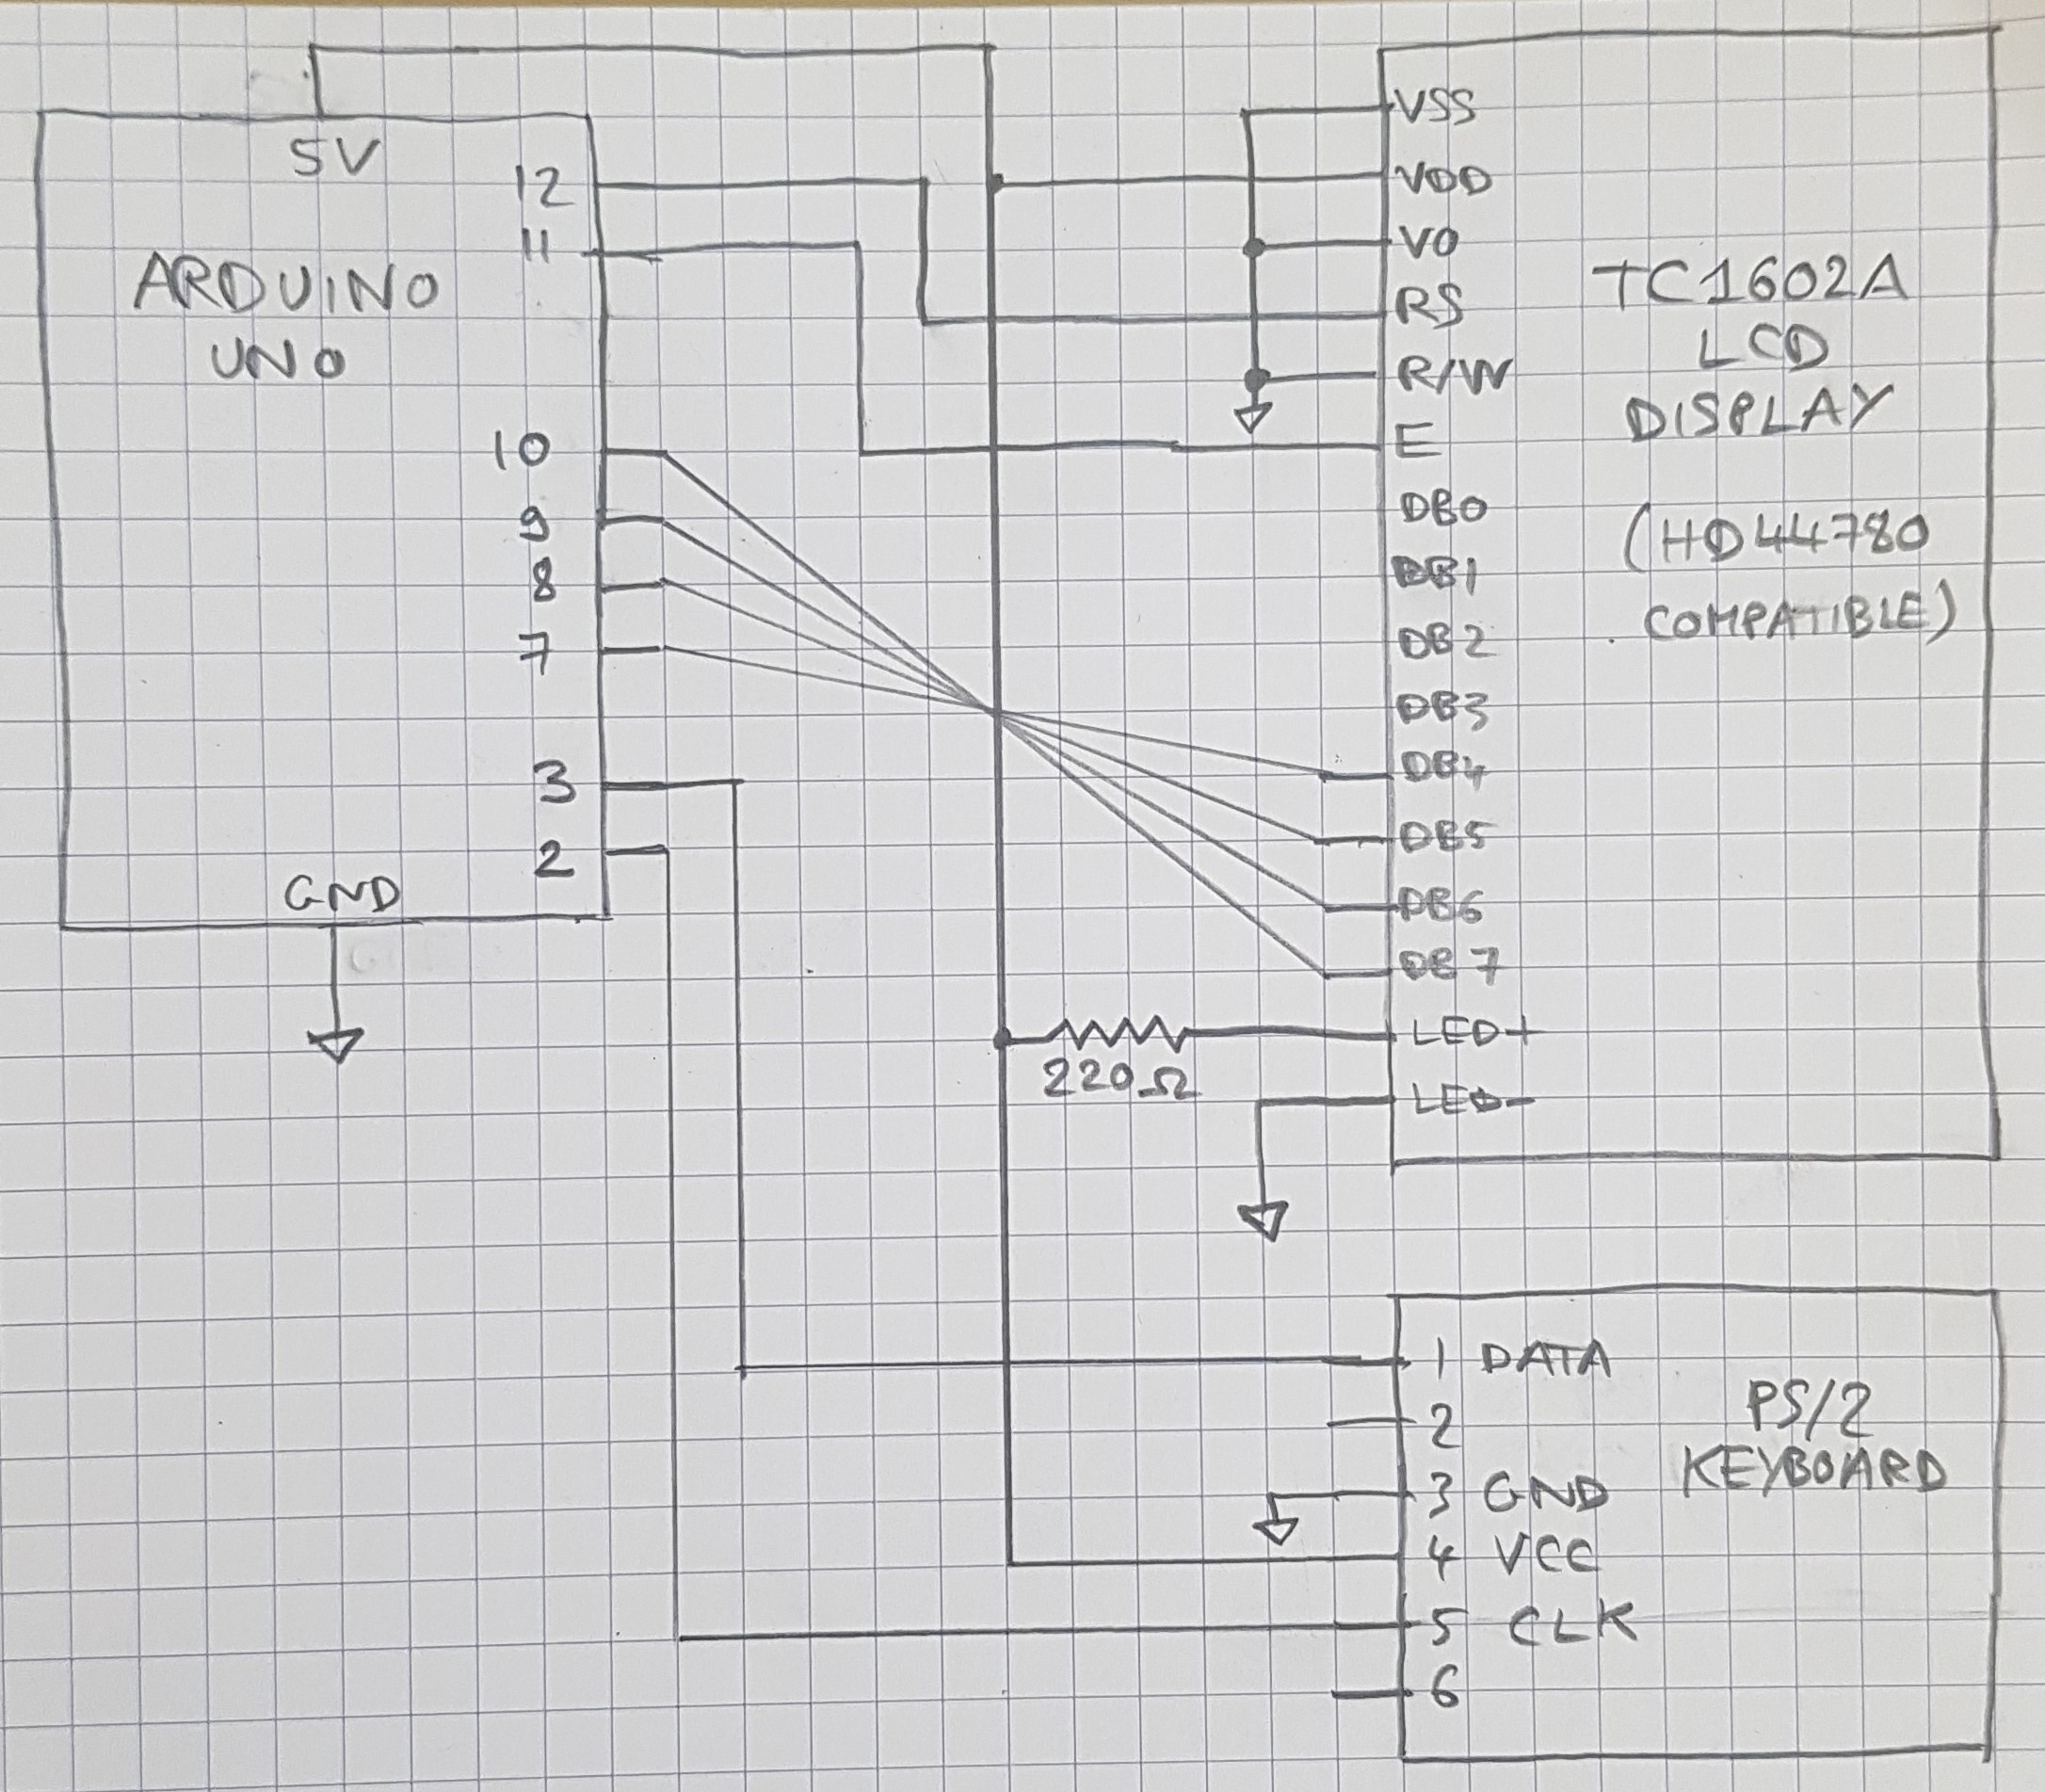 5V
12
11
ARDUINO
UNO
10
9
8
7
3
2
GND
VSS
VDD
VO
RS
R/W
E
DB0
DB1
DB2
DB3
DB4
DB5
DB6
DB7
LED+
LED-
TC1602A
LCD
DISPLAY
(HD44780
COMPATIBLE)
220Ω
1 DATA
2
3 GND
4 VCC
5 CLK
6
PS/2
KEYBOARD